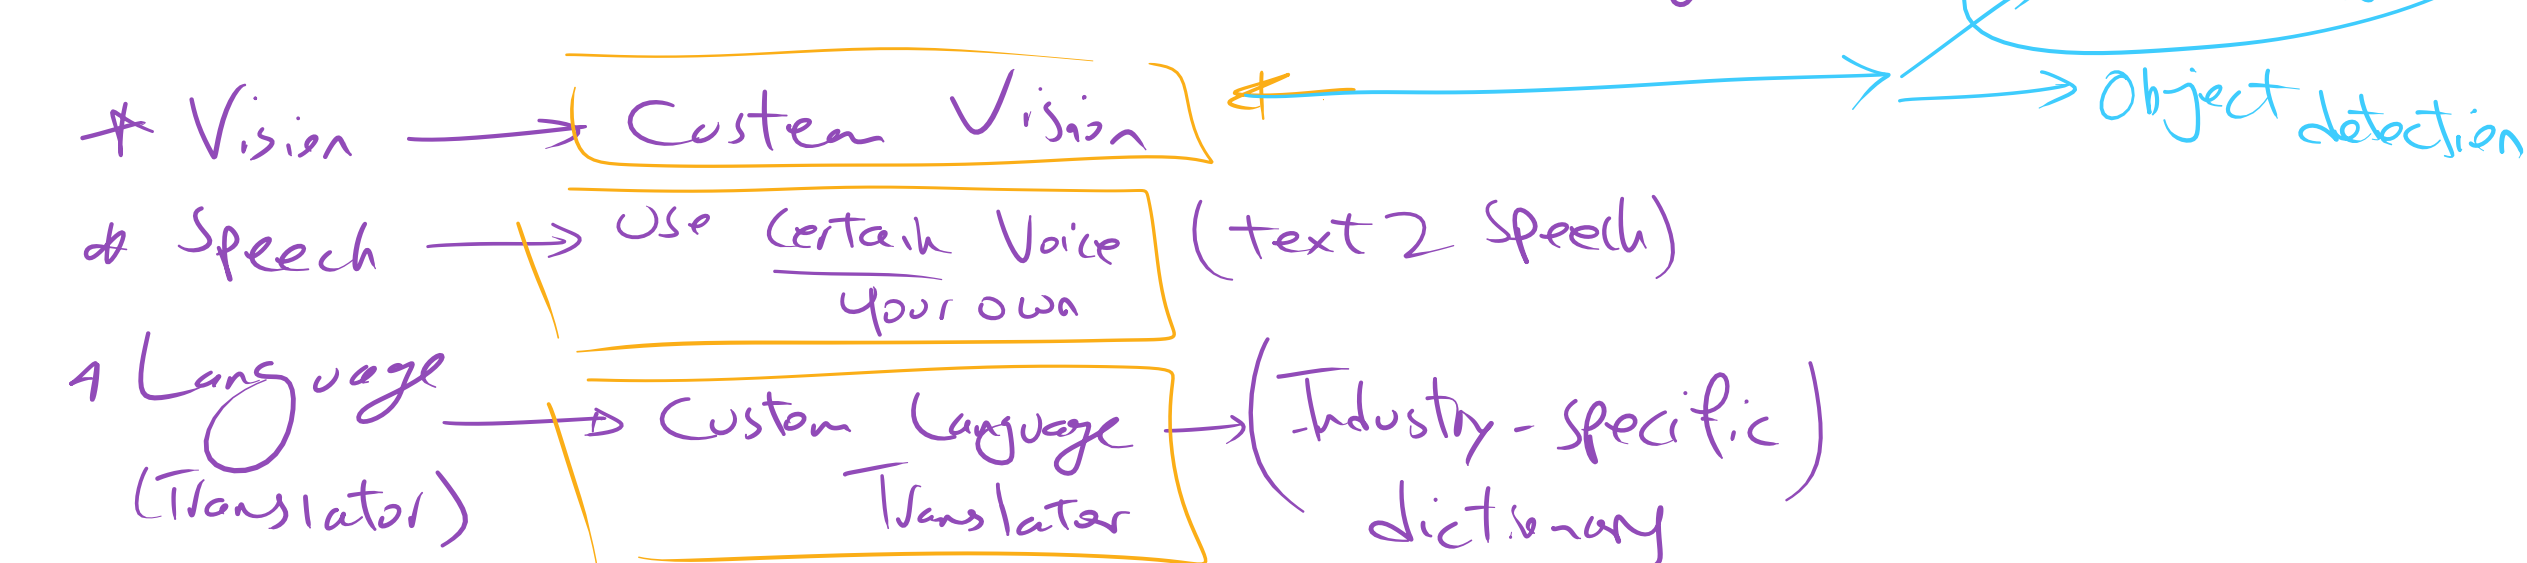 * Vision → Custom Vision → Object detection
* Speech → Use Certain Voice (text 2 Speech)
your own
* Language → Custom Language → (Industry-specific
(Translator) Translator dictionary)